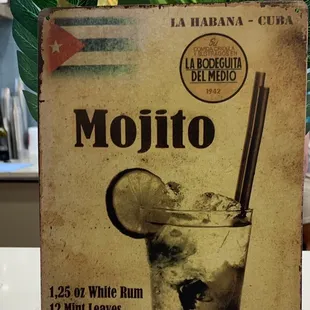 LA HABANA - CUBA
LA BODEGUITA
DEL MEDIO
1942
Mojito
1,25 oz White Rum
12 Mint Leaves